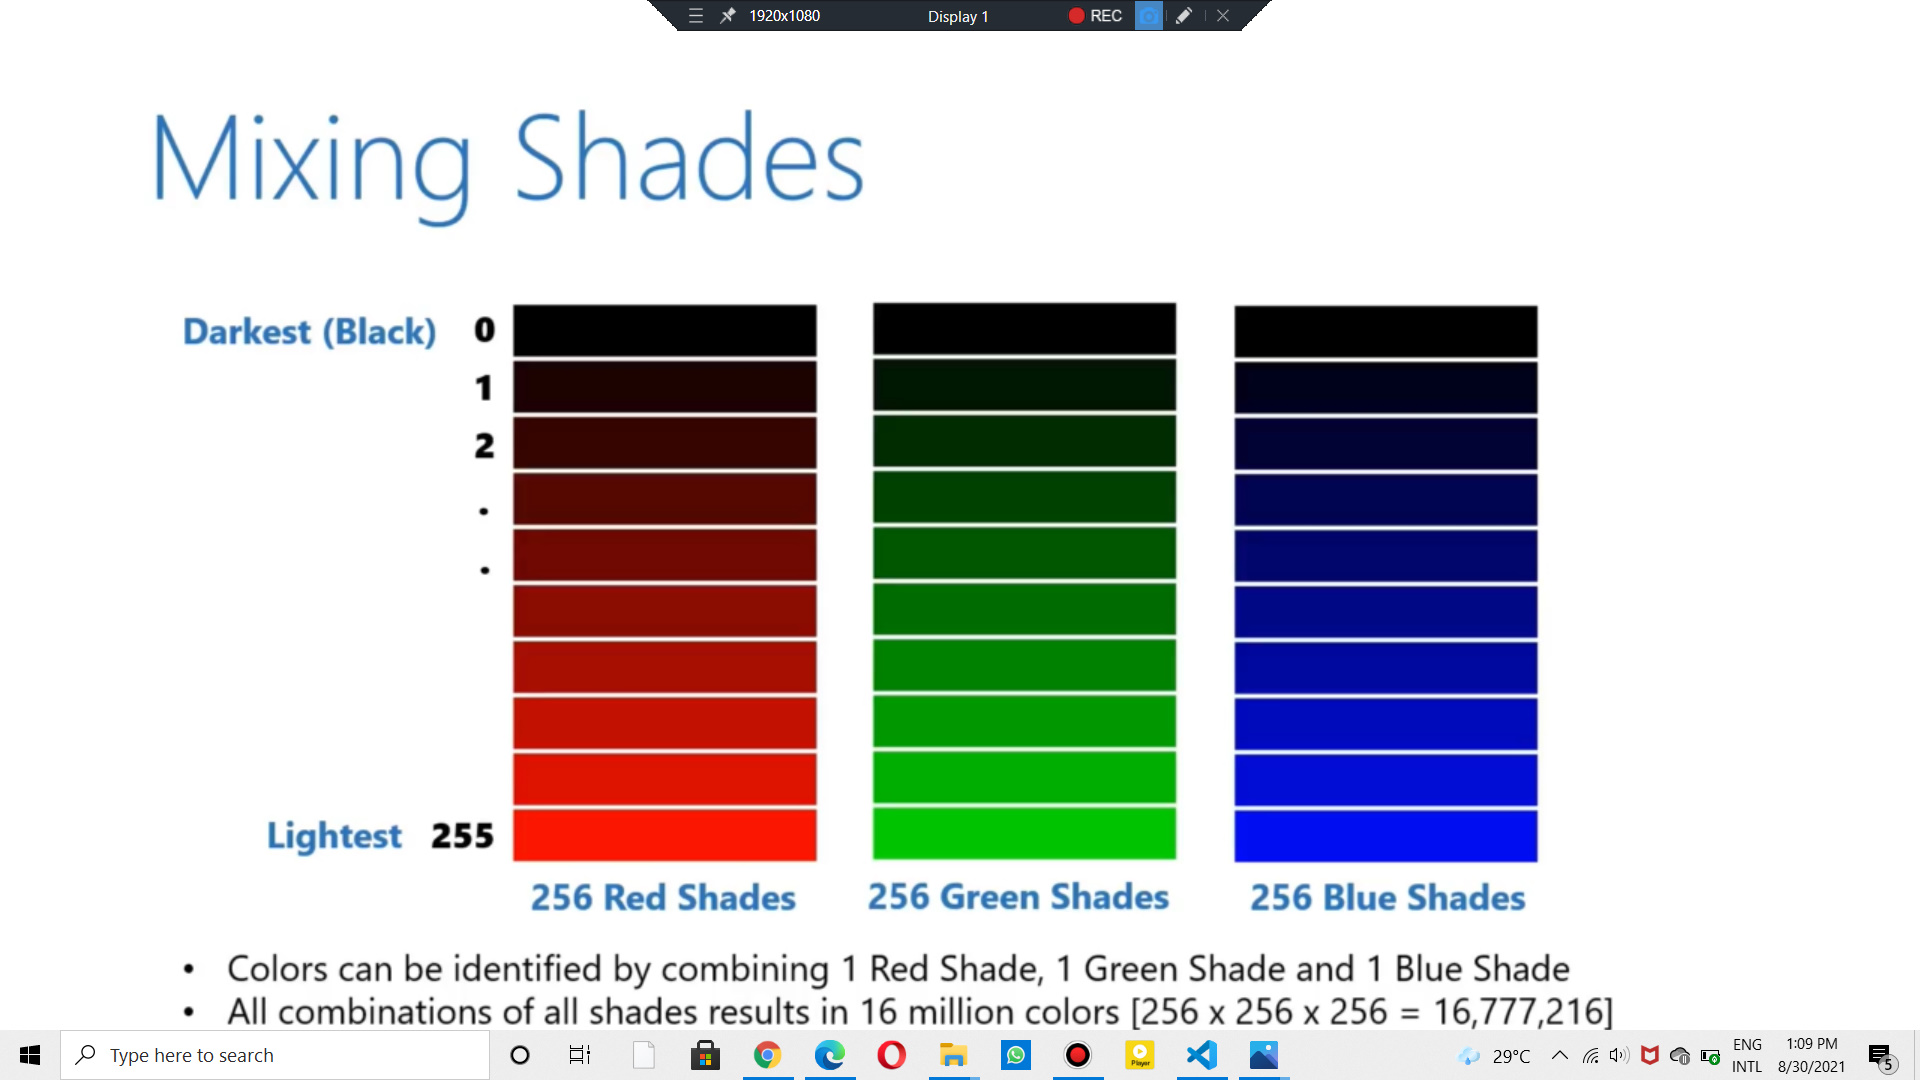 1920x1080 Display 1 REC
Mixing Shades
Darkest (Black) 0
1
2
.
.
Lightest 255
256 Red Shades 256 Green Shades 256 Blue Shades
• Colors can be identified by combining 1 Red Shade, 1 Green Shade and 1 Blue Shade
• All combinations of all shades results in 16 million colors [256 x 256 x 256 = 16,777,216]
Type here to search
Player
29°C
ENG
INTL
1:09 PM
8/30/2021
5